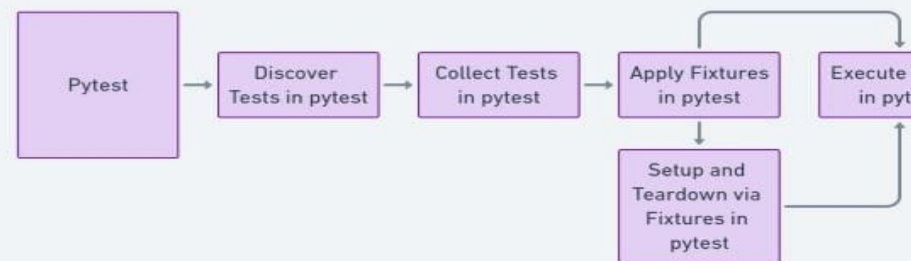 Pytest
Discover
Tests in pytest
Collect Tests
in pytest
Apply Fixtures
in pytest
Execute
in
Setup and
Teardown via
Fixtures in
pytest